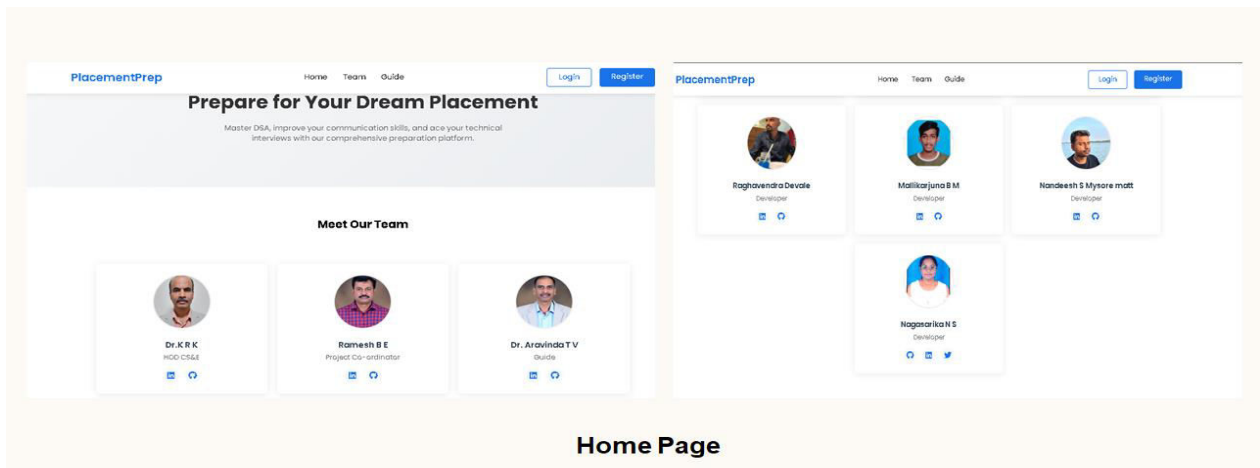 PlacementPrep
Home Team Guide
Login Register
Prepare for Your Dream Placement
Master DSA, improve your communication skills, and ace your technical
interviews with our comprehensive preparation platform.
Meet Our Team
Dr.K R K
HOD CS&E
Ramesh B E
Project Co-ordinator
Dr. Aravinda T V
Guide
PlacementPrep
Home Team Guide
Login Register
Raghavendra Devale
Developer
Mallikarjuna B M
Developer
Nandeesh S Mysore matt
Developer
Nagasarika N S
Developer
Home Page